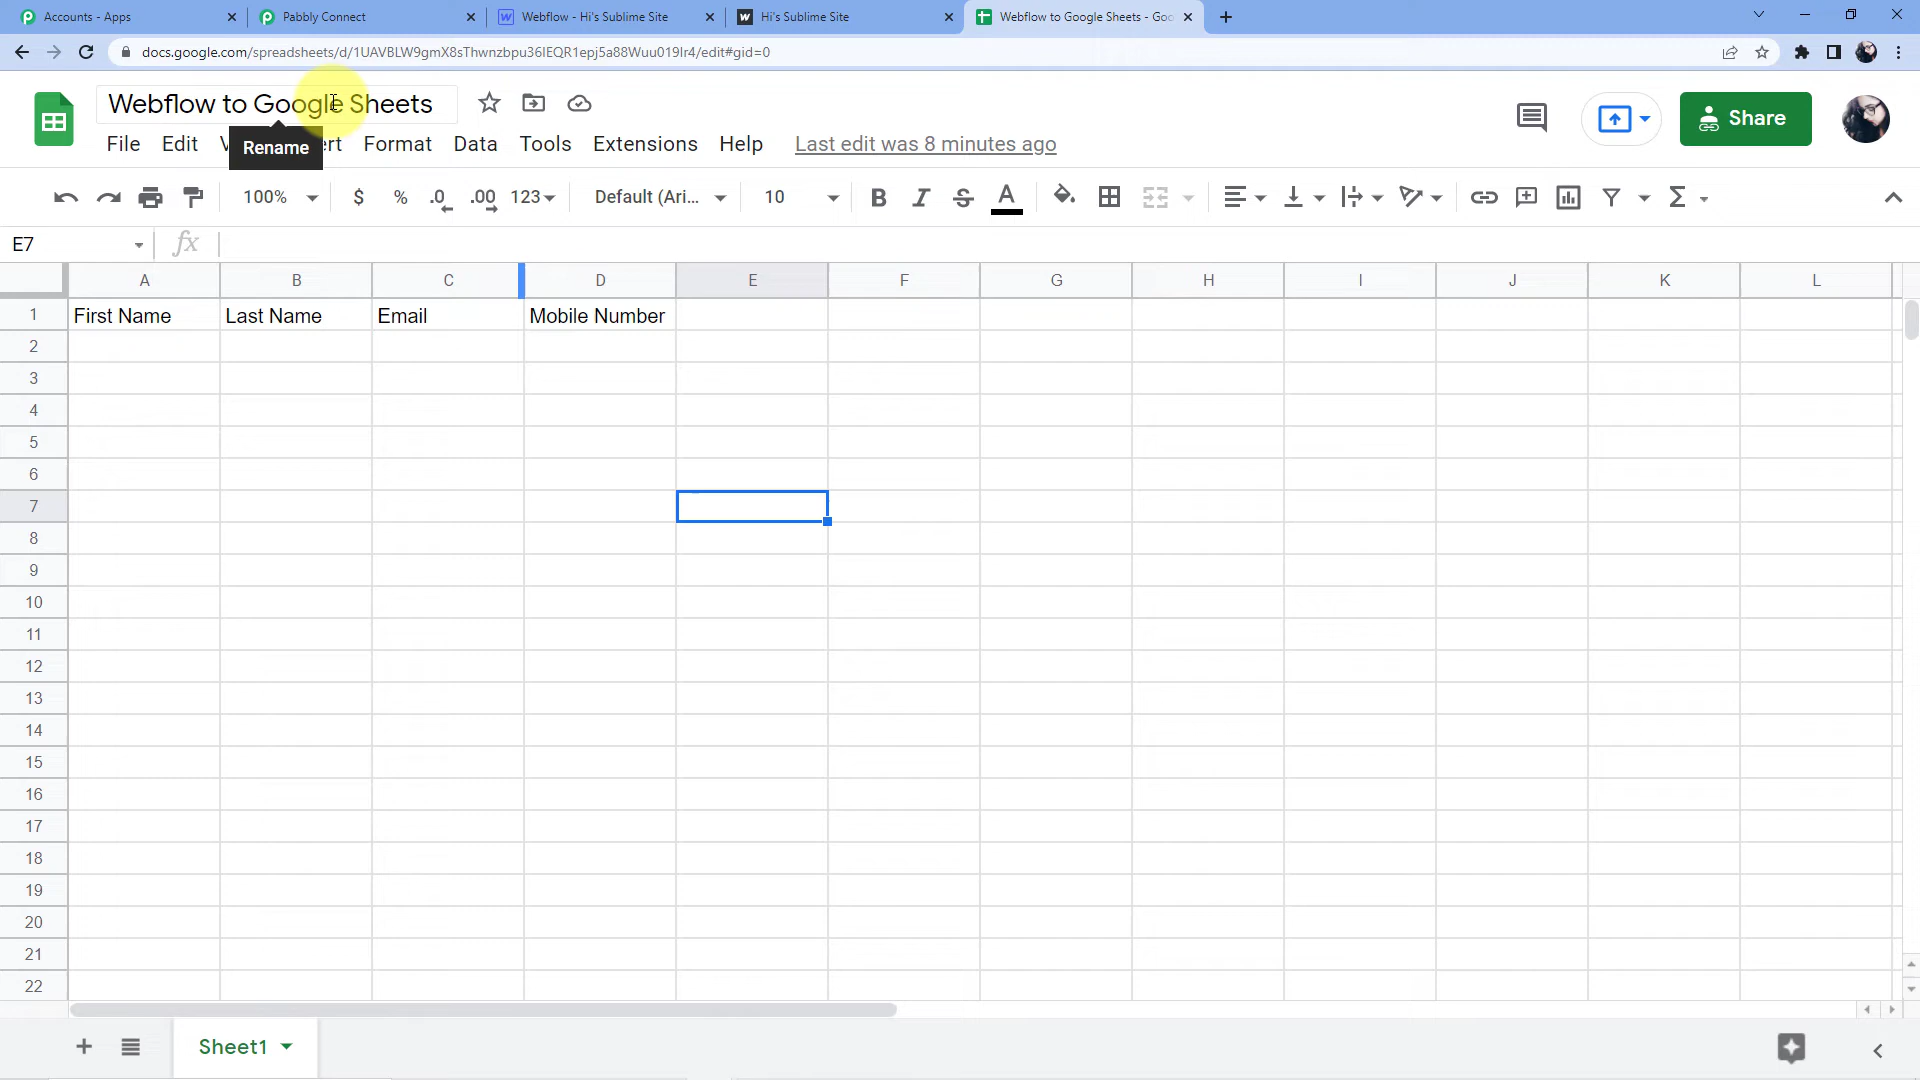 Accounts - Apps
Pabbly Connect
Webflow - Hi's Sublime Site
Hi's Sublime Site
Webflow to Google Sheets - Goo
docs.google.com/spreadsheets/d/1UAVBLW9gmX8sThwnzbpu36IEQR1epj5a88Wuu019Ir4/edit#gid=0
Webflow to Google Sheets
Share
File Edit V Rename rt Format Data Tools Extensions Help Last edit was 8 minutes ago
100% $ % .0 .00 123 Default (Ari... 10 B I S A Σ
E7 fx
A B C D E F G H I J K L
1 First Name Last Name Email Mobile Number
2
3
4
5
6
7
8
9
10
11
12
13
14
15
16
17
18
19
20
21
22
Sheet1